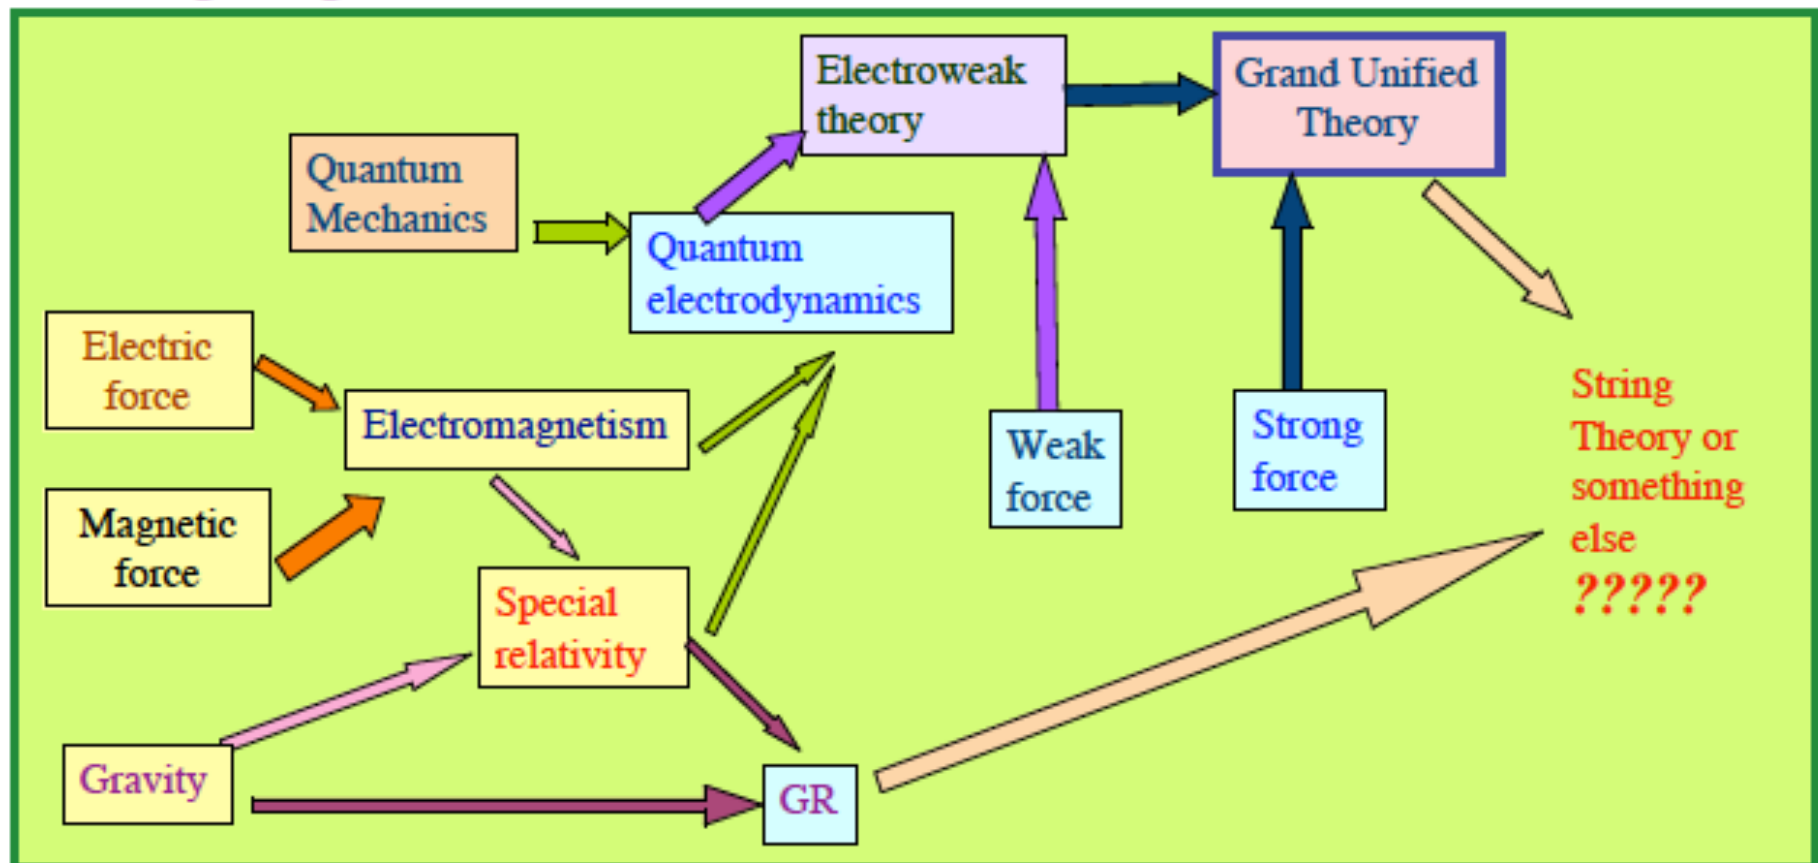 Electroweak
theory
Grand Unified
Theory
Quantum
Mechanics
Quantum
electrodynamics
Electric
force
Electromagnetism
Magnetic
force
Weak
force
Strong
force
String
Theory or
something
else
?????
Special
relativity
Gravity
GR